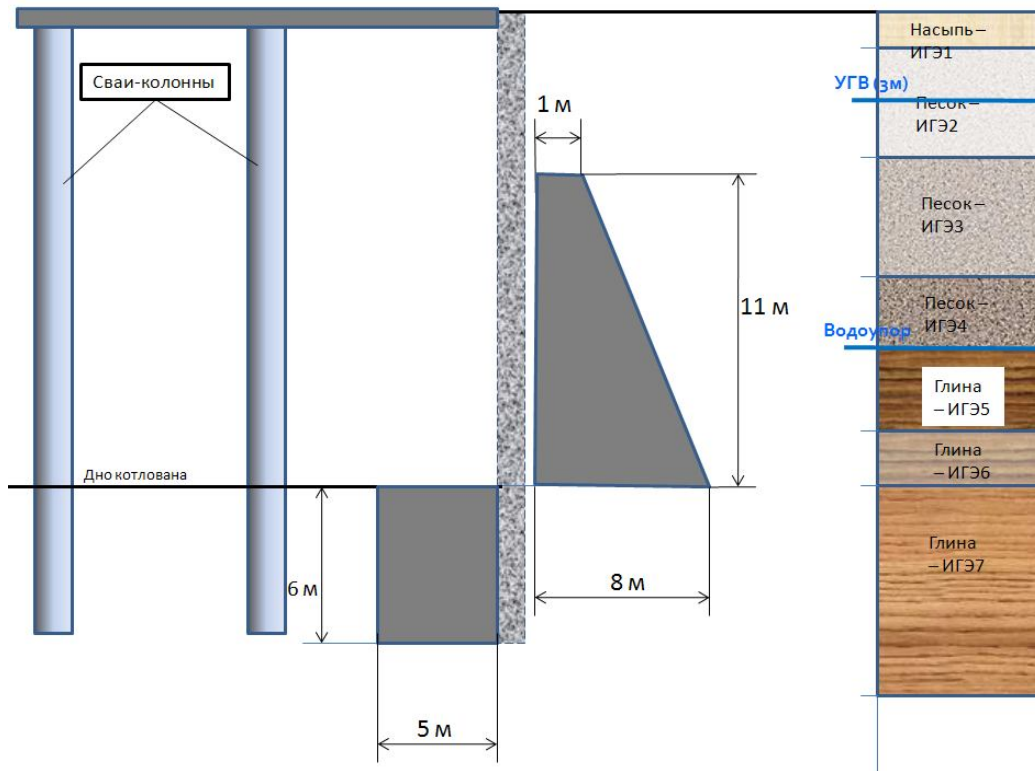 Насыпь–
ИГЭ1
Сваи-колонны
УГВ (3м)
Песок–
ИГЭ2
1 м
Песок–
ИГЭ3
11 м
Песок–
ИГЭ4
Водоупор
Глина
–ИГЭ5
Глина
–ИГЭ6
Дно котлована
Глина
–ИГЭ7
6 м
8 м
5 м